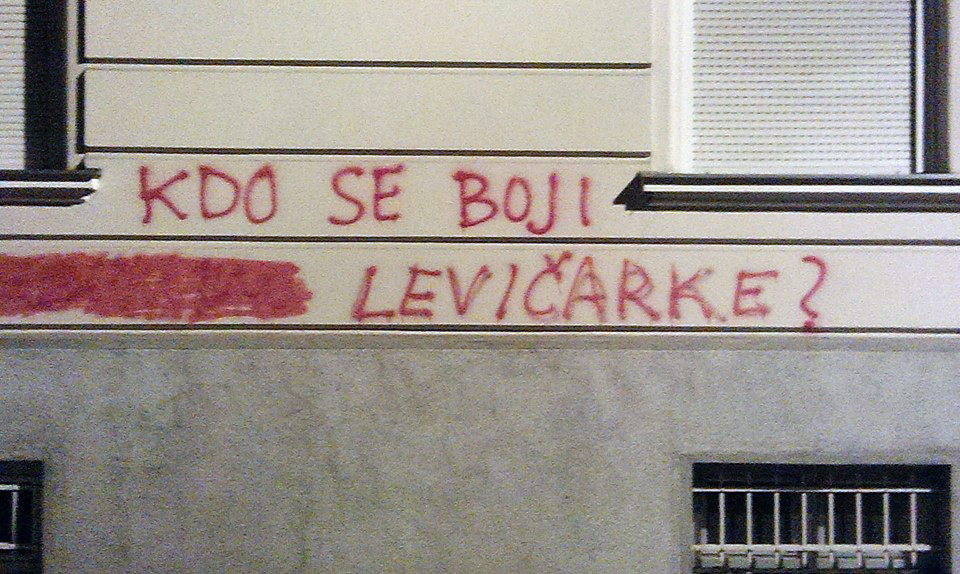 KDO SE BOJI
LEVIČARKE?